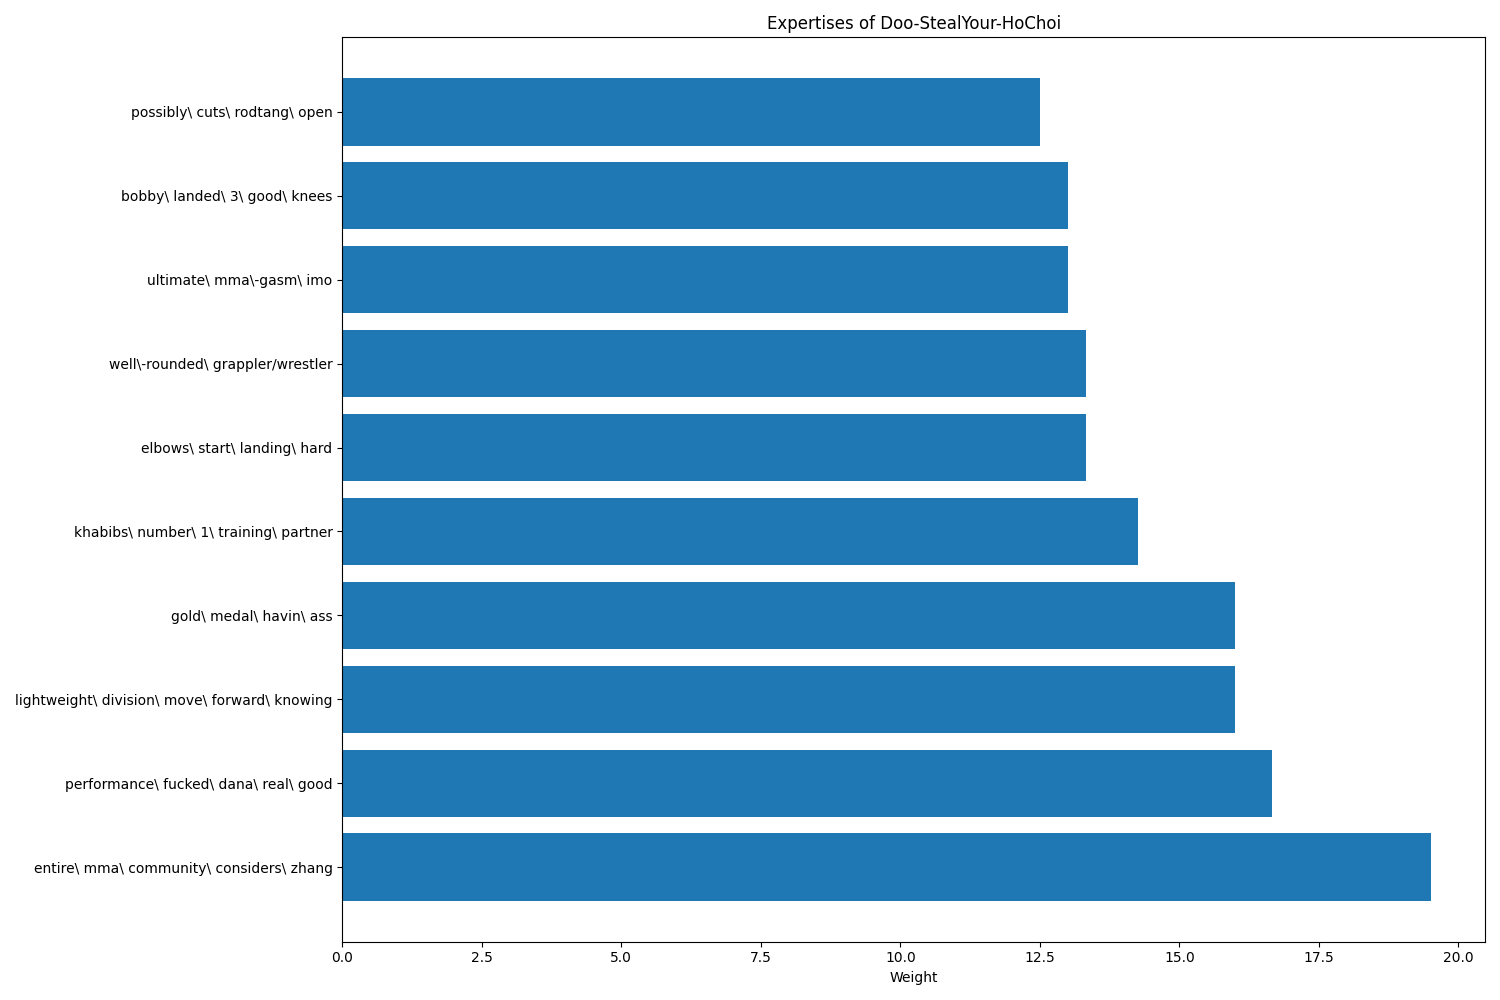 Expertises of Doo-StealYour-HoChoi
possibly\ cuts\ rodtang\ open
bobby\ landed\ 3\ good\ knees
ultimate\ mma\-gasm\ imo
well\-rounded\ grappler/wrestler
elbows\ start\ landing\ hard
khabibs\ number\ 1\ training\ partner
gold\ medal\ havin\ ass
lightweight\ division\ move\ forward\ knowing
performance\ fucked\ dana\ real\ good
entire\ mma\ community\ considers\ zhang
0.0 2.5 5.0 7.5 10.0 12.5 15.0 17.5 20.0
Weight